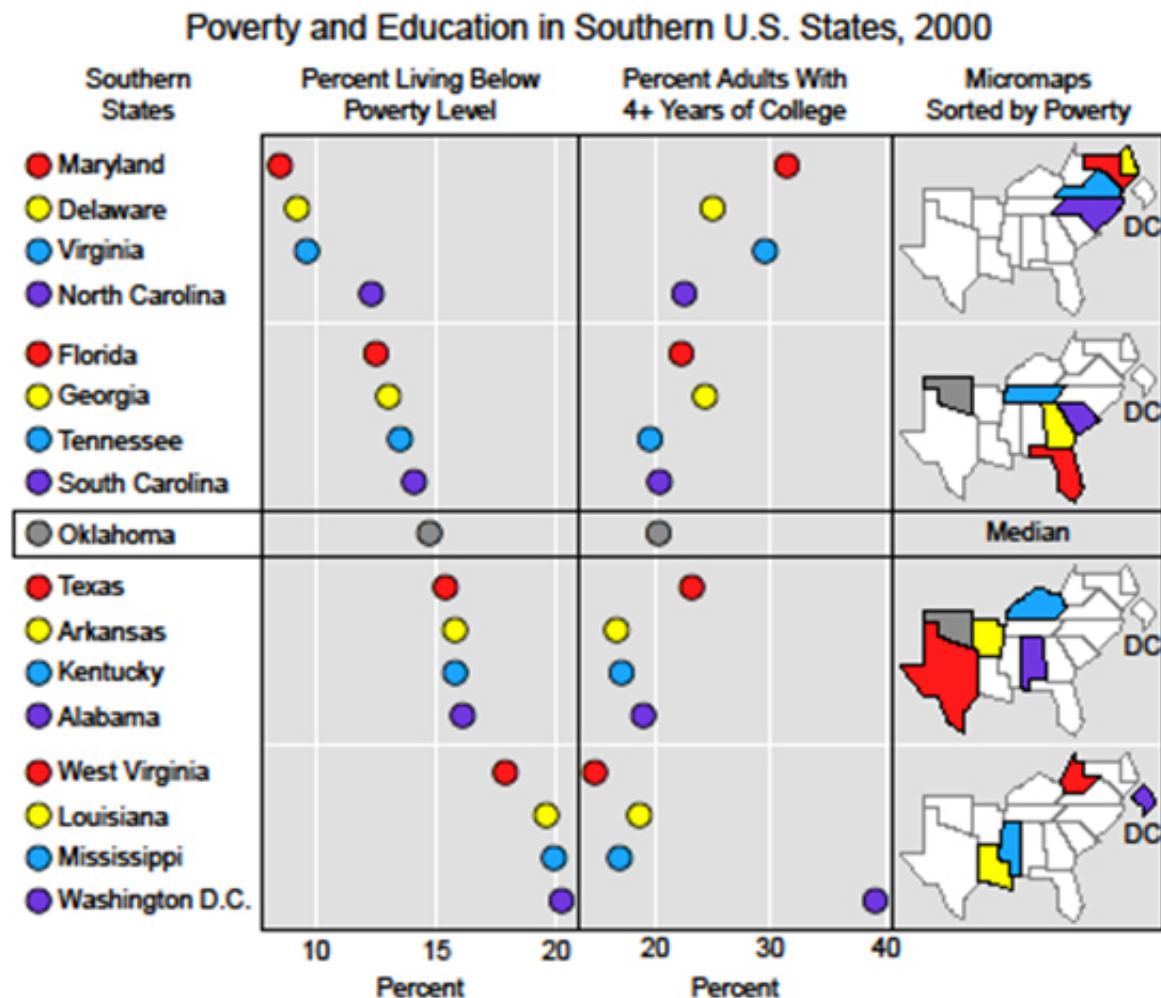 Poverty and Education in Southern U.S. States, 2000
Southern
States
Percent Living Below
Poverty Level
Percent Adults With
4+ Years of College
Micromaps
Sorted by Poverty
Maryland
Delaware
Virginia
North Carolina
DC
Florida
Georgia
Tennessee
South Carolina
DC
Oklahoma
Median
Texas
Arkansas
Kentucky
Alabama
DC
West Virginia
Louisiana
Mississippi
Washington D.C.
DC
10 15 20
20 30 40
Percent
Percent